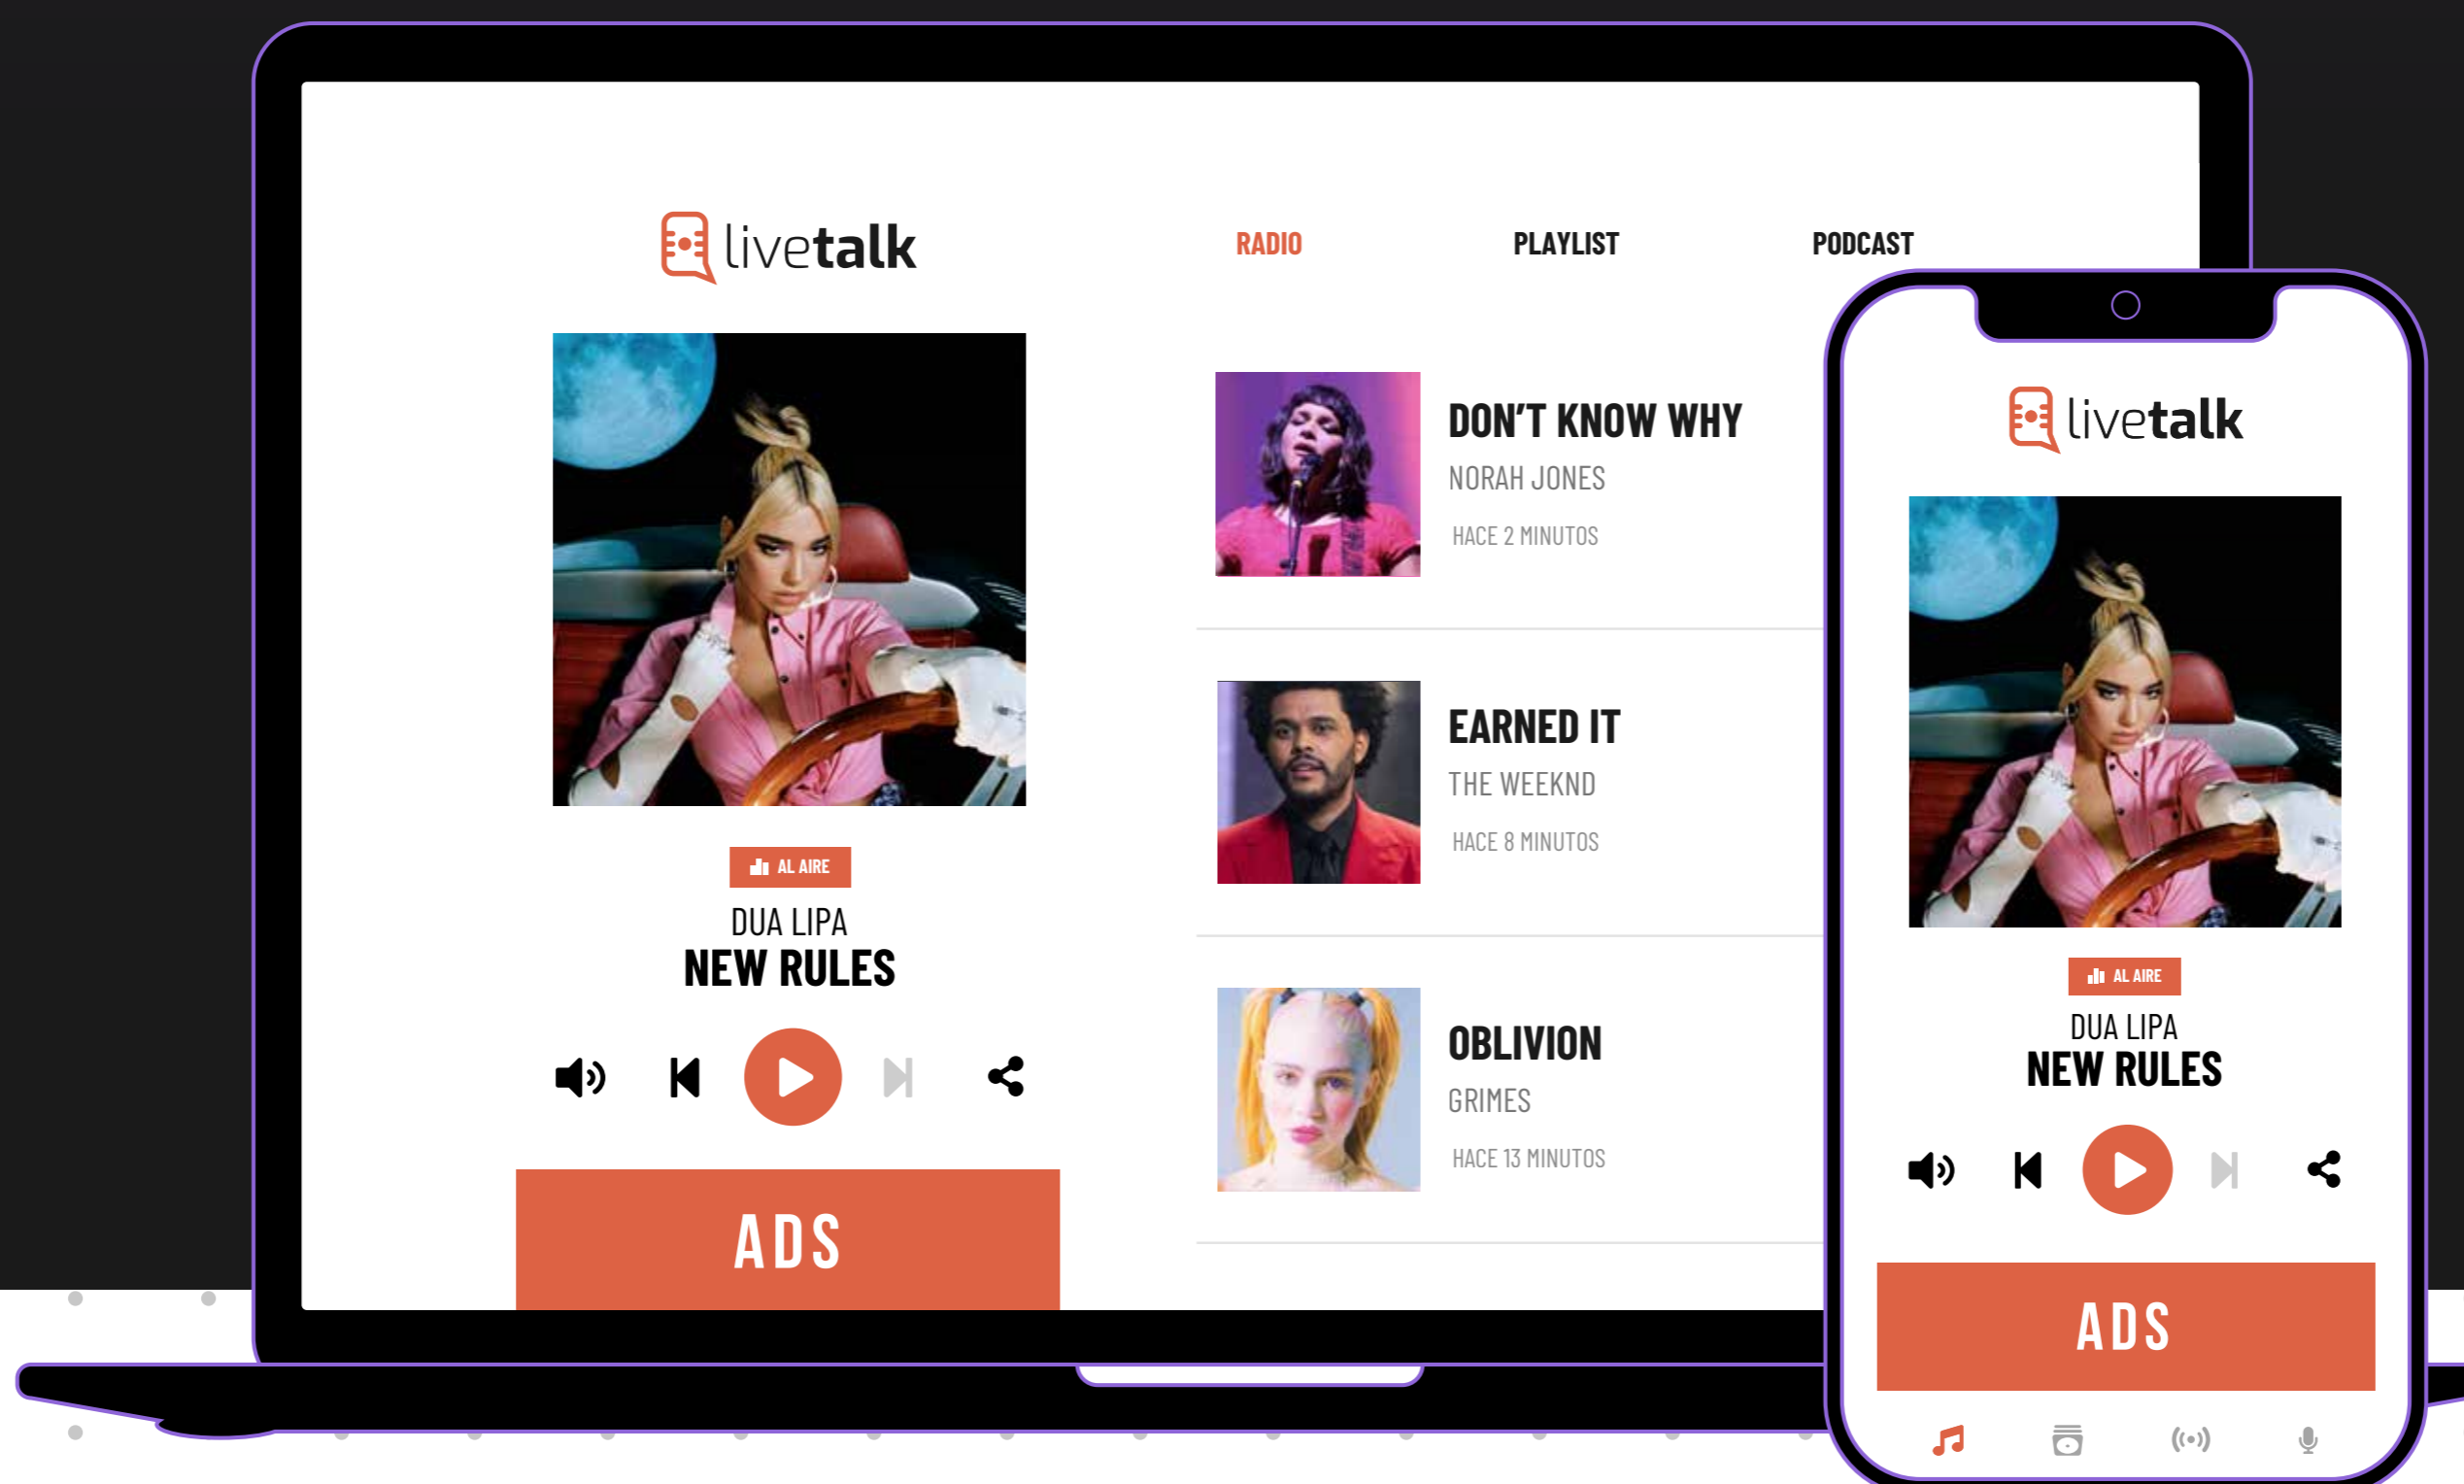 livetalk
RADIO
PLAYLIST
PODCAST
AL AIRE
DUA LIPA
NEW RULES
ADS
DON'T KNOW WHY
NORAH JONES
HACE 2 MINUTOS
EARNED IT
THE WEEKND
HACE 8 MINUTOS
OBLIVION
GRIMES
HACE 13 MINUTOS
livetalk
AL AIRE
DUA LIPA
NEW RULES
ADS